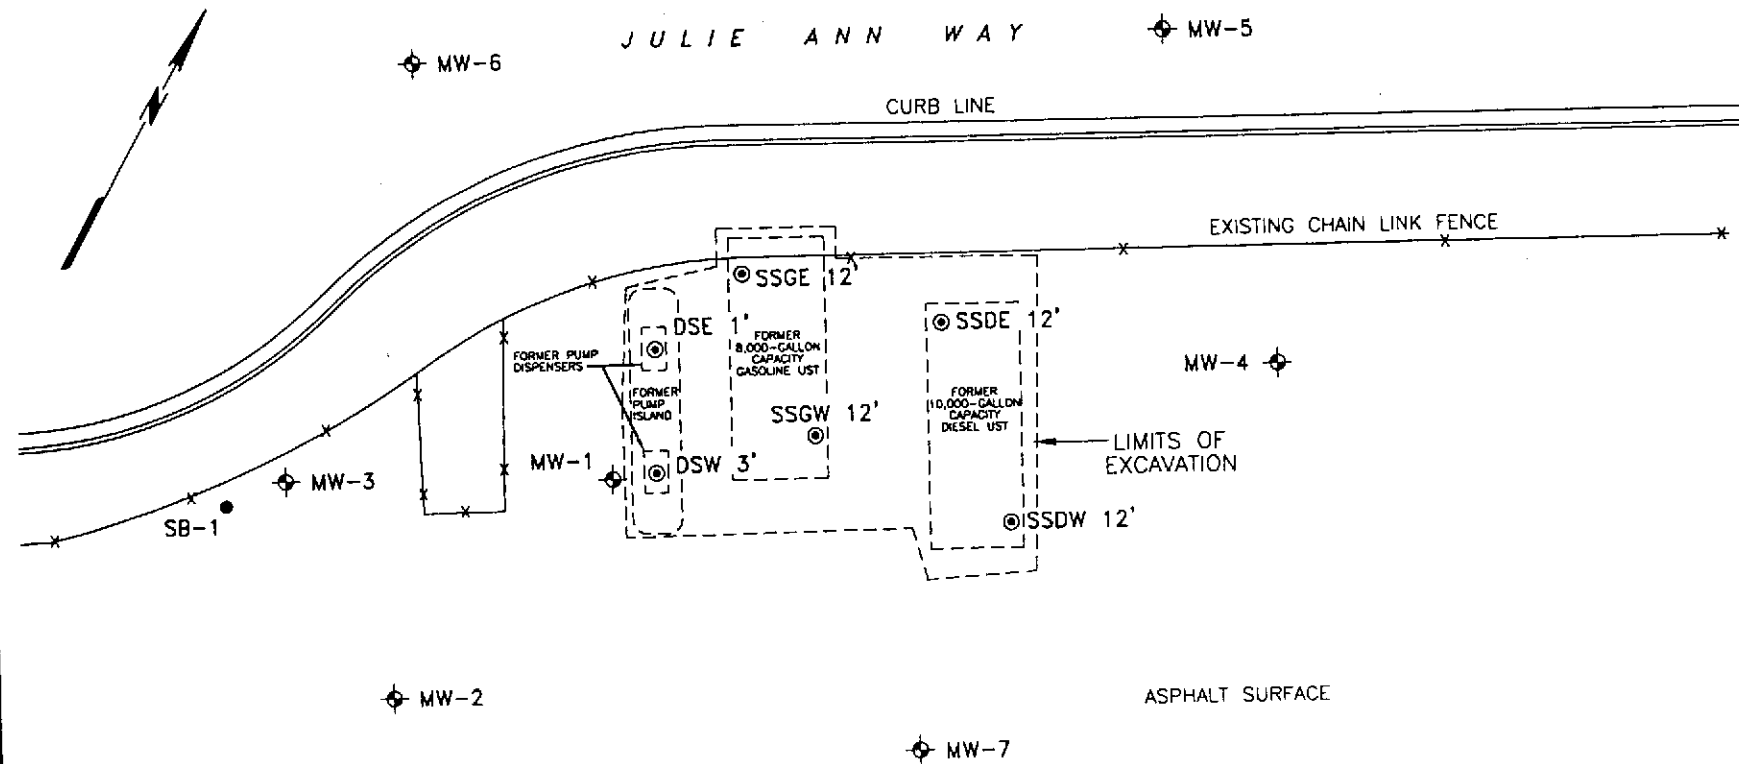 JULIE ANN WAY
MW-5
MW-6
N
CURB LINE
EXISTING CHAIN LINK FENCE
SSGE 12'
DSE 1'
SSDE 12'
FORMER PUMP
DISPENSERS
FORMER
8,000-GALLON
CAPACITY
GASOLINE UST
MW-4
FORMER
PUMP
ISLAND
FORMER
10,000-GALLON
CAPACITY
DIESEL UST
SSGW 12'
LIMITS OF
EXCAVATION
MW-1
DSW 3'
MW-3
SB-1
SSDW 12'
MW-2
ASPHALT SURFACE
MW-7